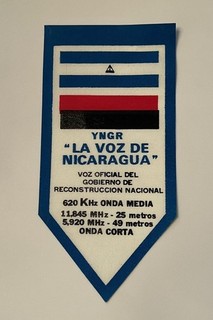 YNGR
"LA VOZ DE
NICARAGUA"
VOZ OFICIAL DEL
GOBIERNO DE
RECONSTRUCCION NACIONAL
620 KHz ONDA MEDIA
11,845 MHz - 25 metros
5,920 MHz - 49 metros
ONDA CORTA